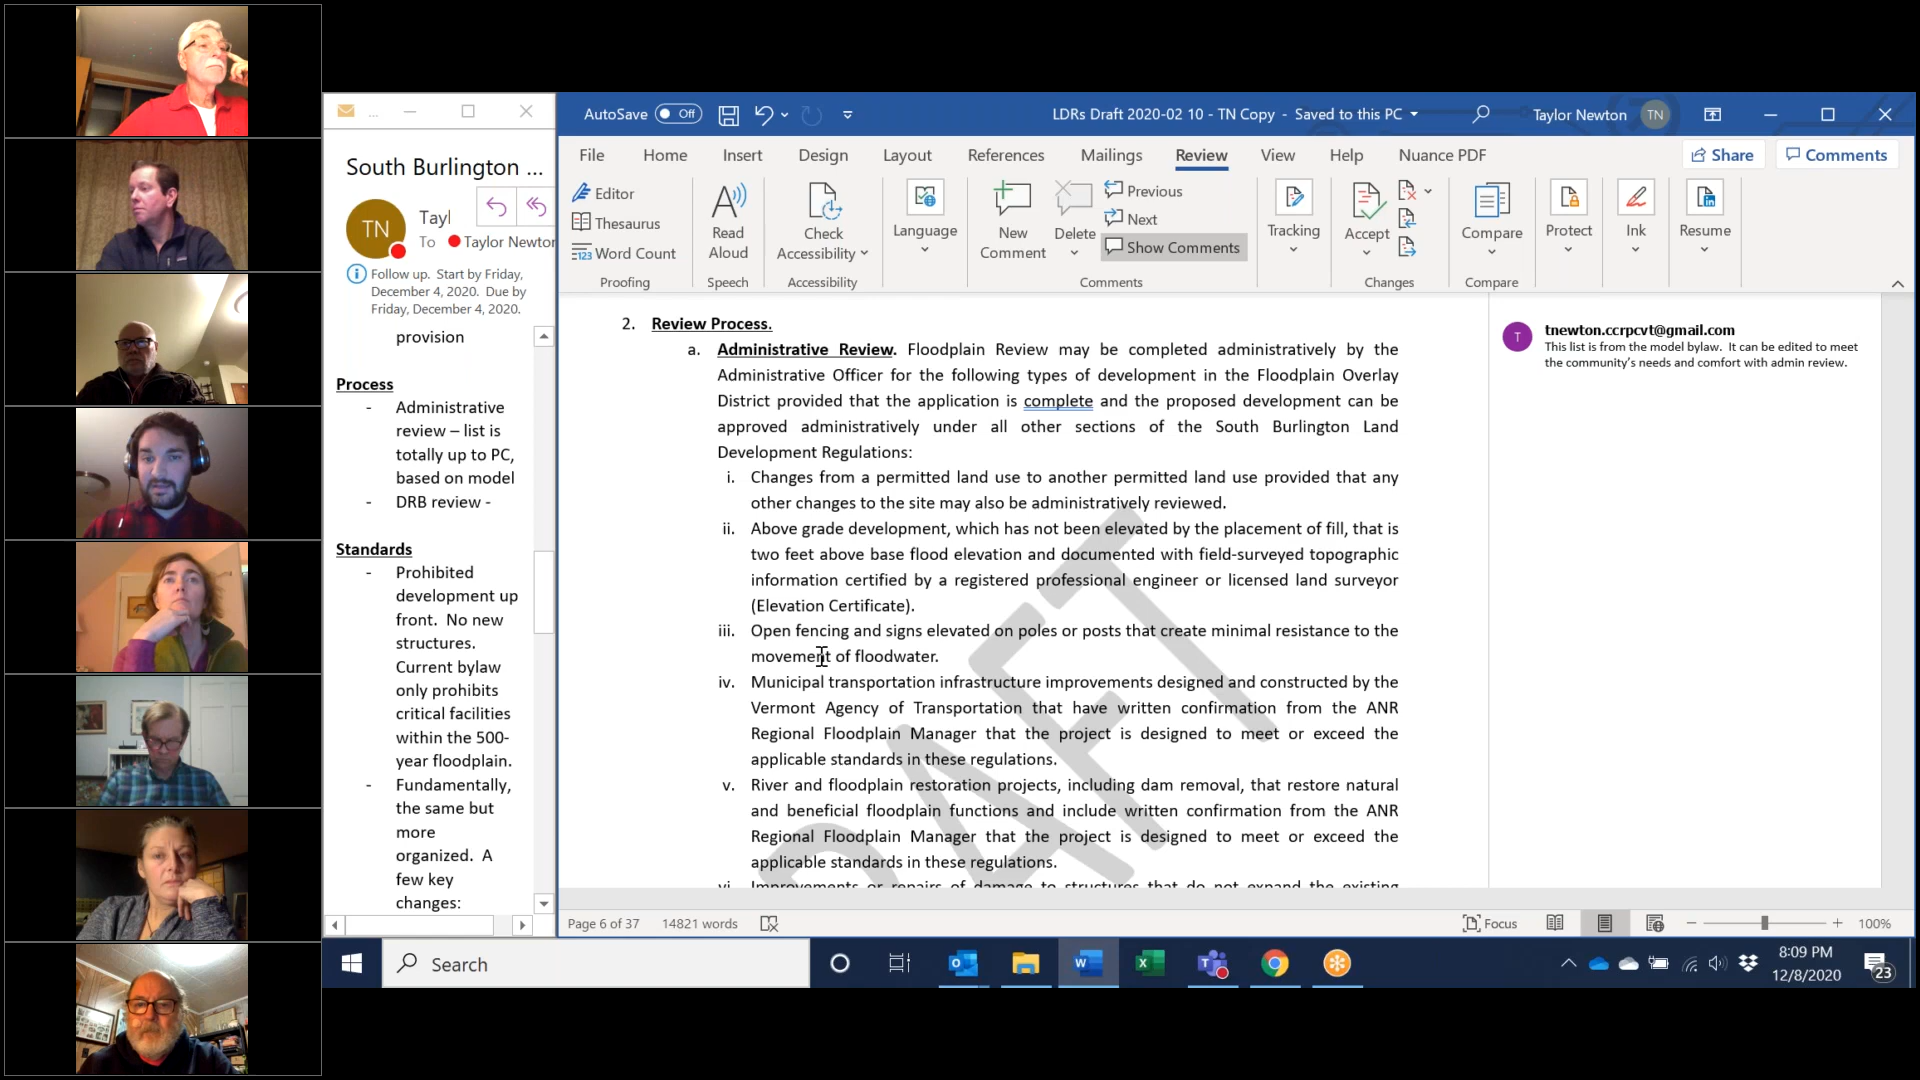 South Burlington ...
TN
Tayl
To Taylor Newtor
Follow up. Start by Friday,
December 4, 2020. Due by
Friday, December 4, 2020.
provision
Process
- Administrative
review – list is
totally up to PC,
based on model
- DRB review -
Standards
- Prohibited
development up
front. No new
structures.
Current bylaw
only prohibits
critical facilities
within the 500-
year floodplain.
- Fundamentally,
the same but
more
organized. A
few key
changes:
AutoSave Off
LDRs Draft 2020-02 10 - TN Copy - Saved to this PC
Taylor Newton TN
File Home Insert Design Layout References Mailings Review View Help Nuance PDF Share Comments
Editor
Thesaurus
123 Word Count
Proofing
Read
Aloud
Speech
Check
Accessibility
Accessibility
Language
New
Comment
Delete
Previous
Next
Show Comments
Comments
Tracking
Accept
Changes
Compare
Compare
Protect
Ink
Resume
2. Review Process.
a. Administrative Review. Floodplain Review may be completed administratively by the
Administrative Officer for the following types of development in the Floodplain Overlay
District provided that the application is complete and the proposed development can be
approved administratively under all other sections of the South Burlington Land
Development Regulations:
i. Changes from a permitted land use to another permitted land use provided that any
other changes to the site may also be administratively reviewed.
ii. Above grade development, which has not been elevated by the placement of fill, that is
two feet above base flood elevation and documented with field-surveyed topographic
information certified by a registered professional engineer or licensed land surveyor
(Elevation Certificate).
iii. Open fencing and signs elevated on poles or posts that create minimal resistance to the
movement of floodwater.
iv. Municipal transportation infrastructure improvements designed and constructed by the
Vermont Agency of Transportation that have written confirmation from the ANR
Regional Floodplain Manager that the project is designed to meet or exceed the
applicable standards in these regulations.
v. River and floodplain restoration projects, including dam removal, that restore natural
and beneficial floodplain functions and include written confirmation from the ANR
Regional Floodplain Manager that the project is designed to meet or exceed the
applicable standards in these regulations.
vi. Improvements or repairs of damage to structures that do not expand the existing
DRAFT
T
tnewton.ccrpcvt@gmail.com
This list is from the model bylaw. It can be edited to meet
the community's needs and comfort with admin review.
Page 6 of 37 14821 words
Focus
100%
Search
8:09 PM
12/8/2020
23